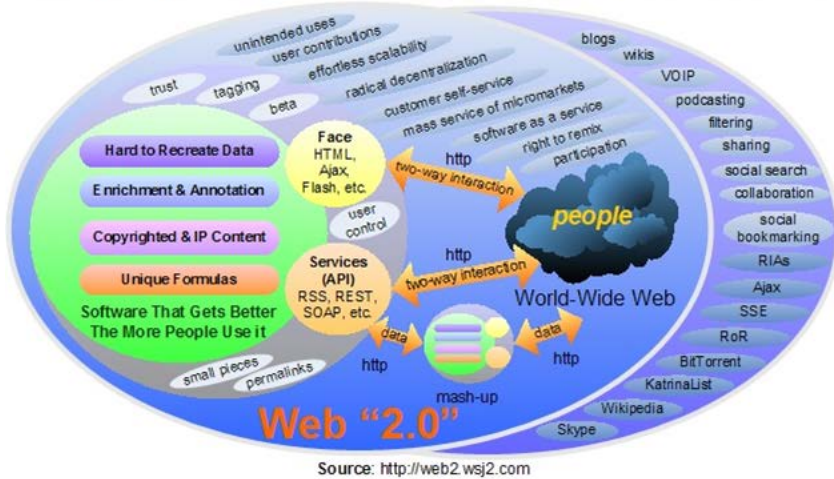 unintended uses
user contributions
effortless scalability
radical decentralization
customer self-service
mass service of micromarkets
software as a service
right to remix
participation
trust
tagging
beta
Hard to Recreate Data
Enrichment & Annotation
Copyrighted & IP Content
Unique Formulas
Software That Gets Better
The More People Use it
Face
HTML,
Ajax,
Flash, etc.
user
control
Services
(API)
RSS, REST,
SOAP, etc.
http
two-way interaction
http
two-way interaction
people
World-Wide Web
data
http
mash-up
data
http
small pieces
permalinks
Web "2.0"
blogs
wikis
VOIP
podcasting
filtering
sharing
social search
collaboration
social
bookmarking
RIAs
Ajax
SSE
RoR
BitTorrent
KatrinaList
Wikipedia
Skype
Source: http://web2.wsj2.com